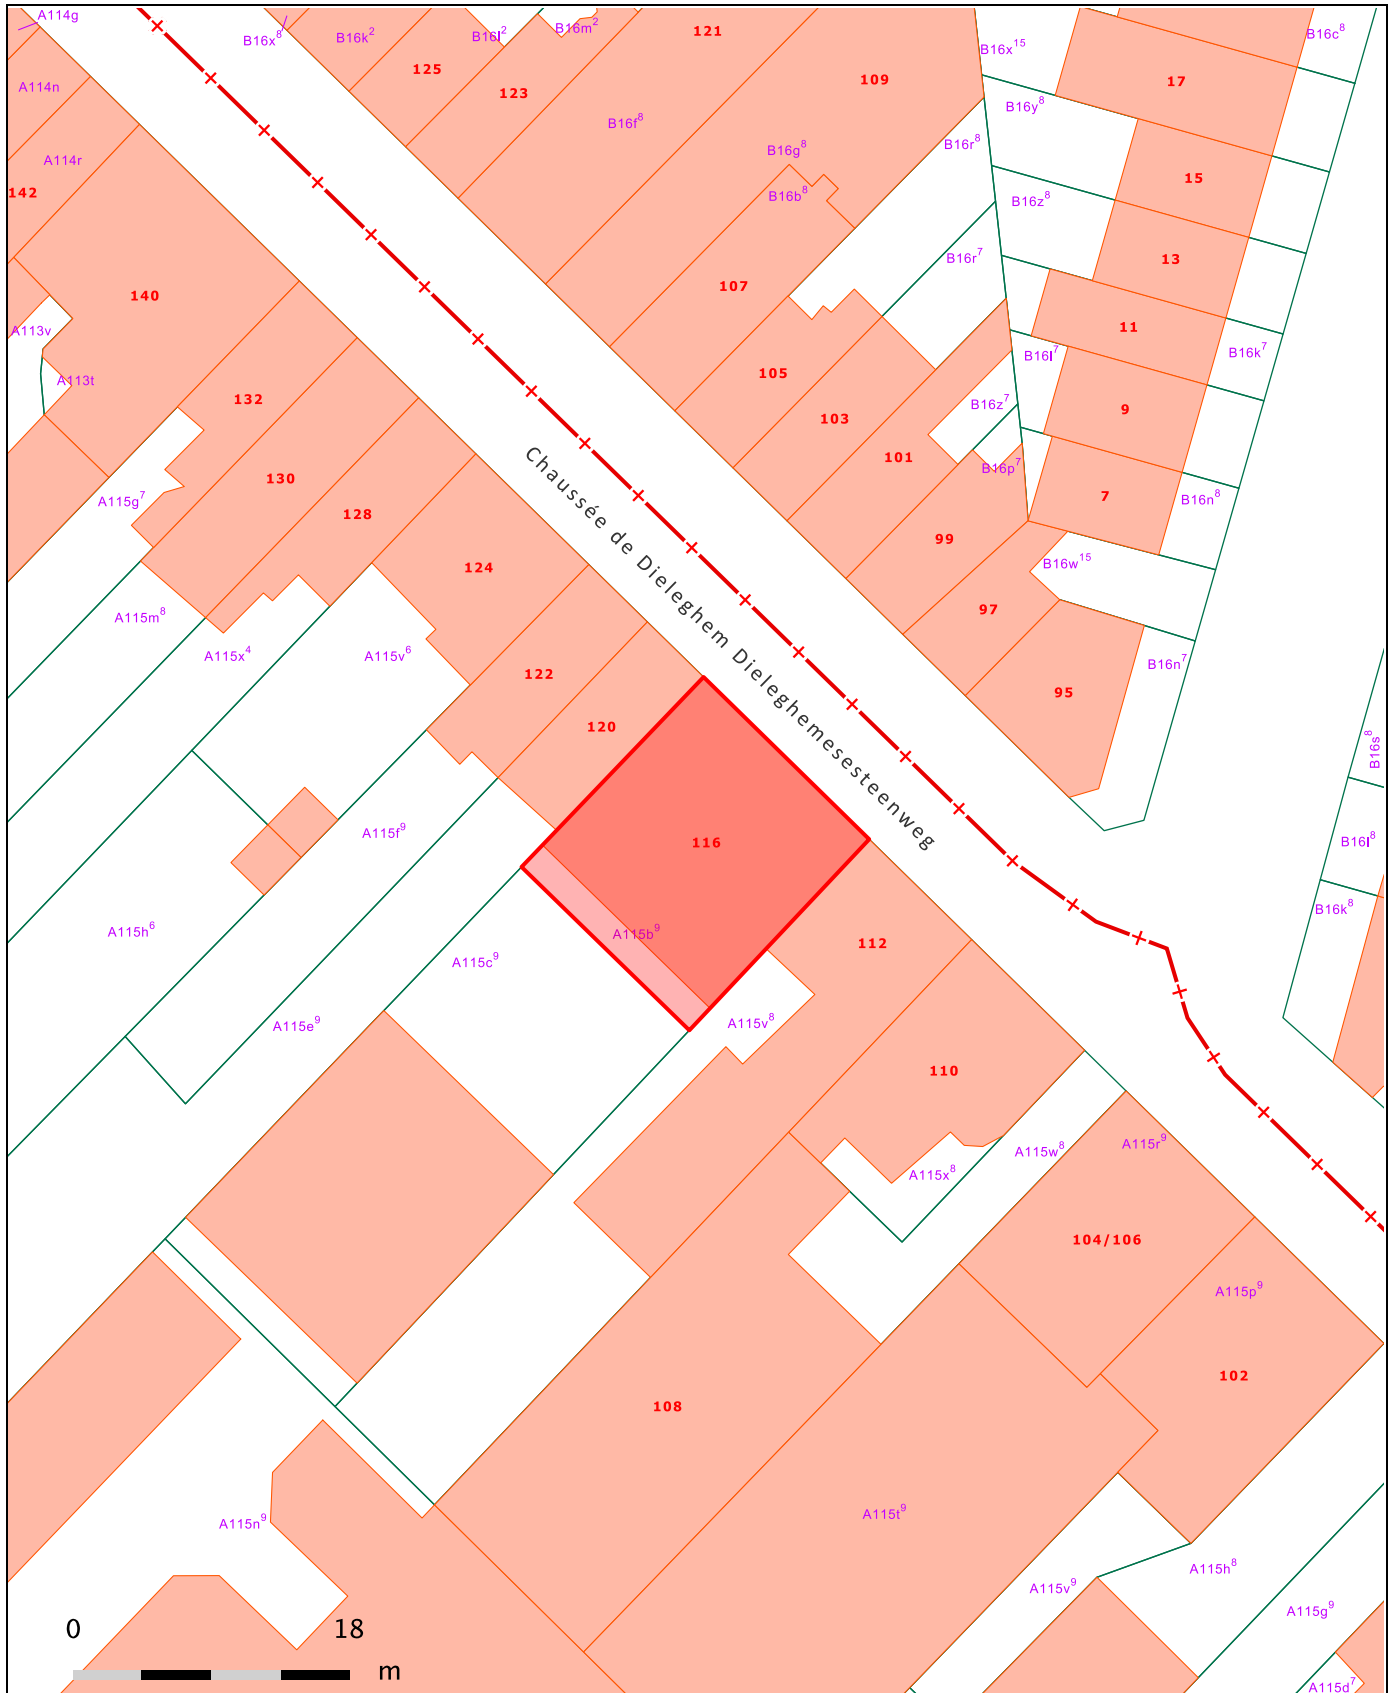 A114g
B16x⁸
B16k²
B16l²
B16m²
121
B16x¹⁵
B16c⁸
125
123
109
17
A114n
B16f⁸
B16y⁸
B16r⁸
B16g⁸
A114r
142
B16b⁸
15
B16z⁸
B16r⁷
13
140
107
A113v
11
B16l⁷
B16k⁷
A113t
105
132
103
B16z⁷
9
101
B16p⁷
130
A115g⁷
128
7
B16n⁸
99
B16w¹⁵
124
97
A115m⁸
A115x⁴
A115v⁶
B16n⁷
122
95
Chaussée de Dieleghem Dieleghemsesteenweg
120
B16s⁸
A115f⁹
116
B16l⁸
B16k⁸
A115h⁶
A115b⁹
112
A115c⁹
A115e⁹
A115v⁸
110
A115w⁸
A115r⁹
A115x⁸
104/106
A115p⁹
102
108
A115t⁹
A115n⁹
A115h⁸
A115v⁹
A115g⁹
0 18
m
A115d⁷